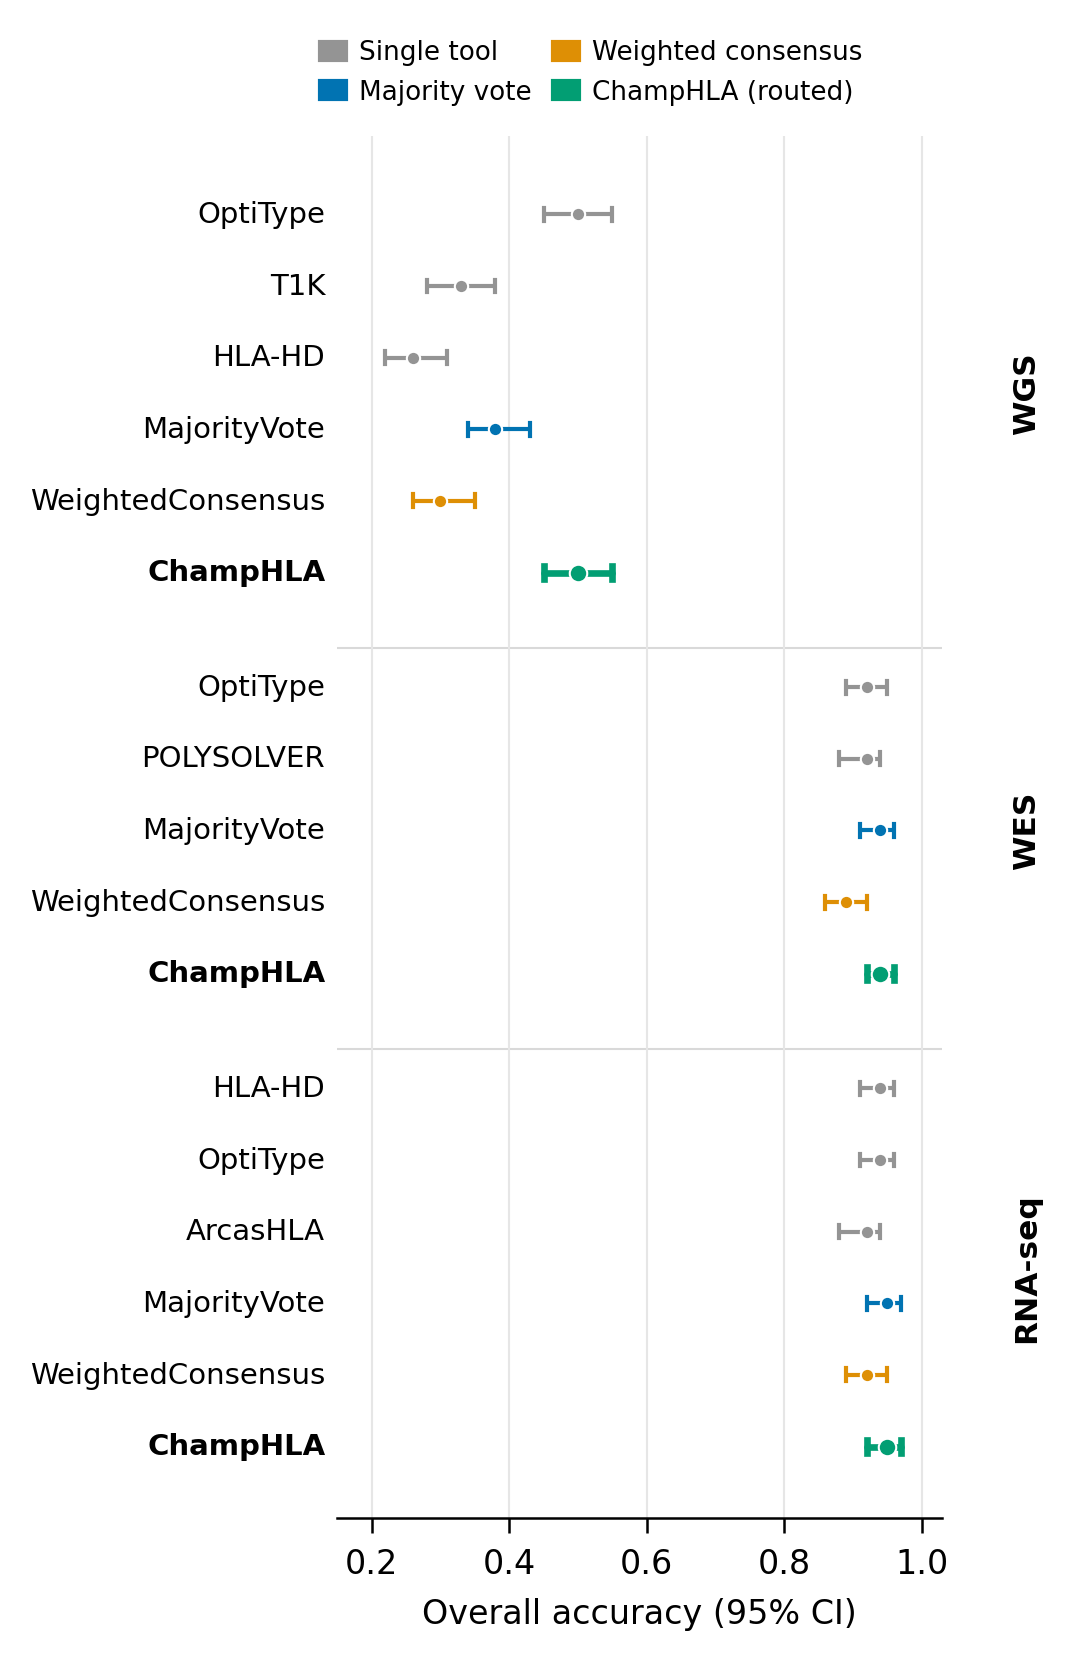 Single tool
Majority vote
Weighted consensus
ChampHLA (routed)
OptiType
T1K
HLA-HD
MajorityVote
WeightedConsensus
ChampHLA
WGS
OptiType
POLYSOLVER
MajorityVote
WeightedConsensus
ChampHLA
WES
HLA-HD
OptiType
ArcasHLA
MajorityVote
WeightedConsensus
ChampHLA
RNA-seq
0.2 0.4 0.6 0.8 1.0
Overall accuracy (95% CI)